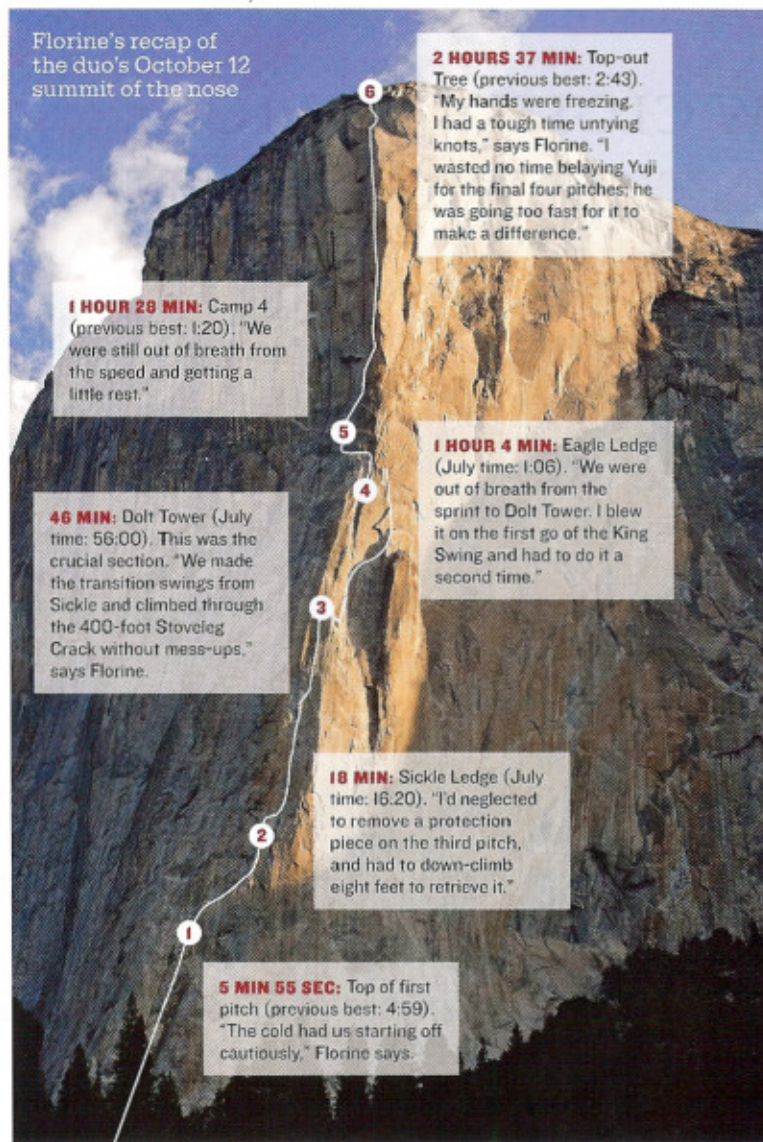 Florine's recap of
the duo's October 12
summit of the nose
2 HOURS 37 MIN: Top-out
Tree (previous best: 2:43).
"My hands were freezing.
I had a tough time untying
knots," says Florine. "I
wasted no time belaying Yuji
for the final four pitches; he
was going too fast for it to
make a difference."
6
1 HOUR 28 MIN: Camp 4
(previous best: 1:20). "We
were still out of breath from
the speed and getting a
little rest."
5
1 HOUR 4 MIN: Eagle Ledge
(July time: 1:06). "We were
out of breath from the
sprint to Dolt Tower. I blew
it on the first go of the King
Swing and had to do it a
second time."
4
46 MIN: Dolt Tower (July
time: 56:00). This was the
crucial section. "We made
the transition swings from
Sickle and climbed through
the 400-foot Stoveleg
Crack without mess-ups,"
says Florine.
3
18 MIN: Sickle Ledge (July
time: 16:20). "I'd neglected
to remove a protection
piece on the third pitch,
and had to down-climb
eight feet to retrieve it."
2
1
5 MIN 55 SEC: Top of first
pitch (previous best: 4:59).
"The cold had us starting off
cautiously," Florine says.